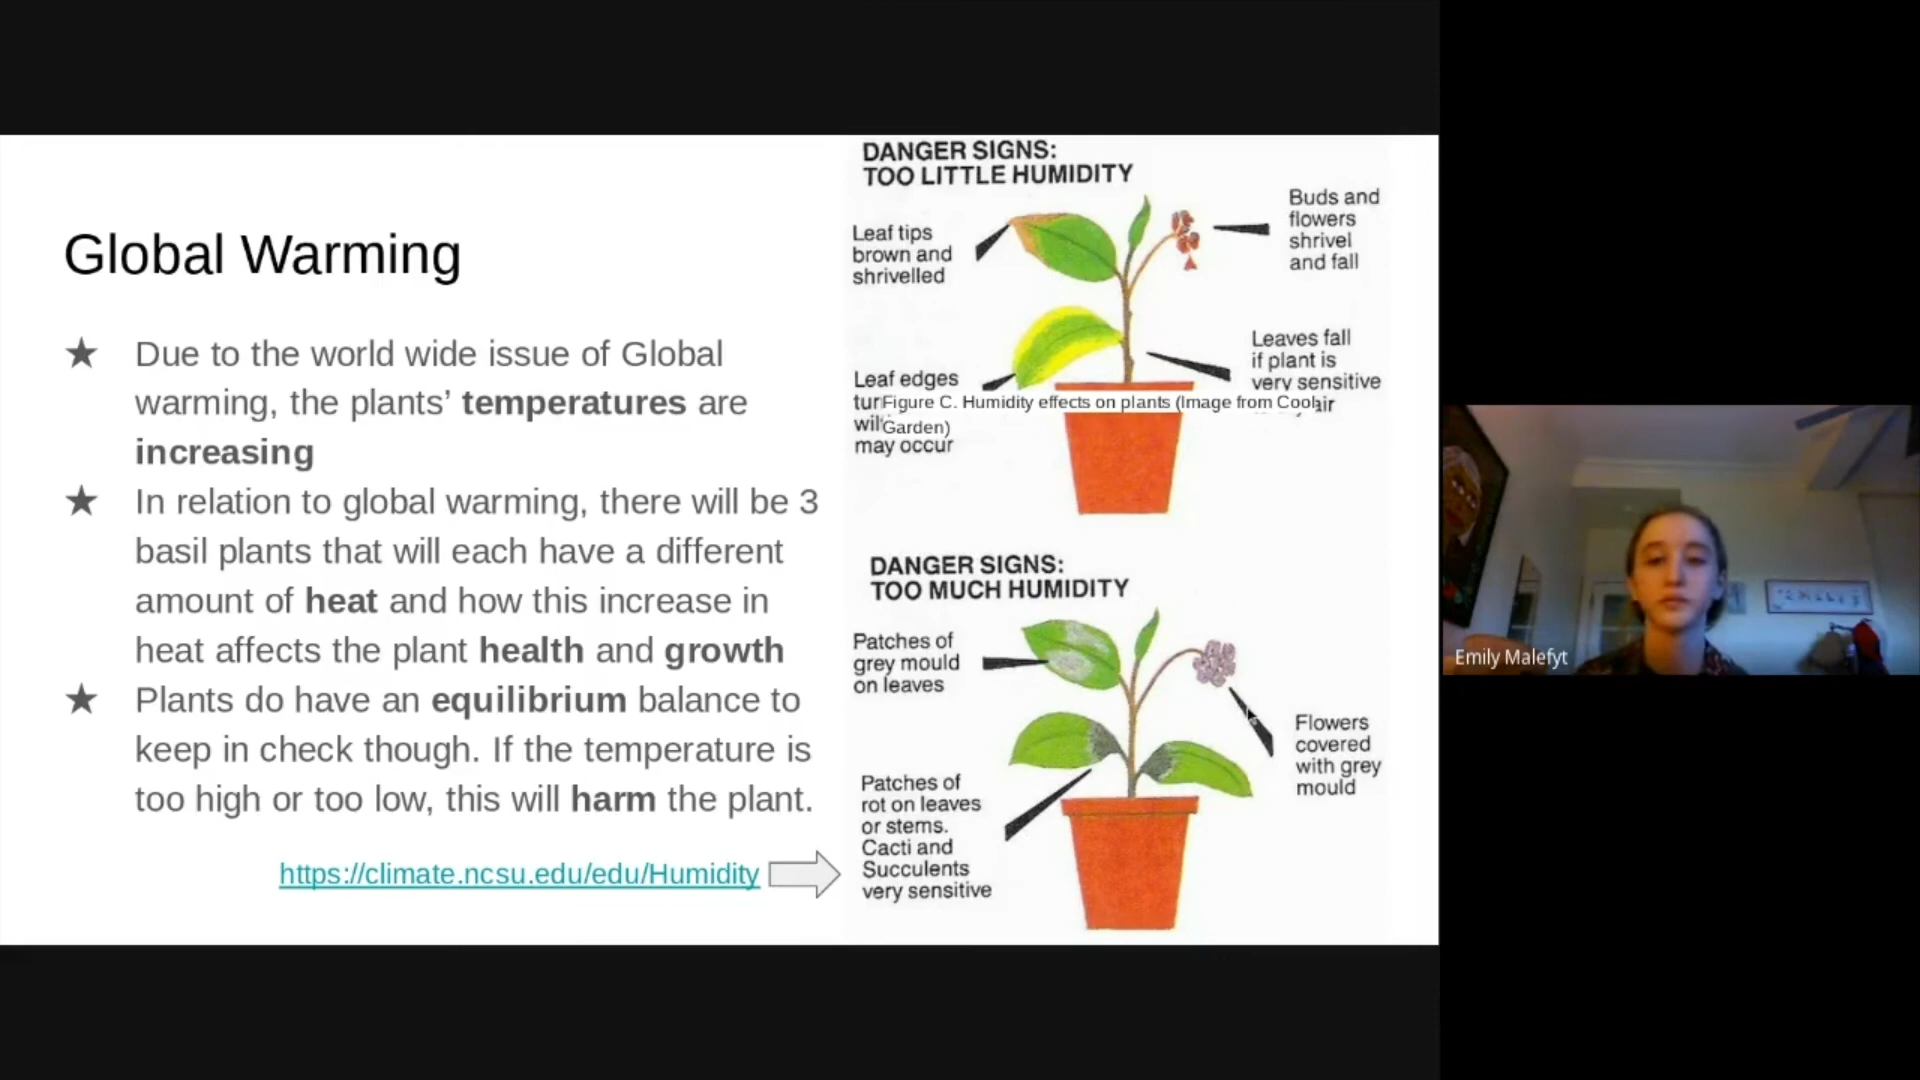 Global Warming
★ Due to the world wide issue of Global
warming, the plants’ temperatures are
increasing
★ In relation to global warming, there will be 3
basil plants that will each have a different
amount of heat and how this increase in
heat affects the plant health and growth
★ Plants do have an equilibrium balance to
keep in check though. If the temperature is
too high or too low, this will harm the plant.
https://climate.ncsu.edu/edu/Humidity
DANGER SIGNS:
TOO LITTLE HUMIDITY
Leaf tips
brown and
shrivelled
Buds and
flowers
shrivel
and fall
Leaves fall
if plant is
very sensitive
air
Leaf edges
may occur
Figure C. Humidity effects on plants (Image from Cool
Garden)
DANGER SIGNS:
TOO MUCH HUMIDITY
Patches of
grey mould
on leaves
Flowers
covered
with grey
mould
Patches of
rot on leaves
or stems.
Cacti and
Succulents
very sensitive
Emily Malefyt